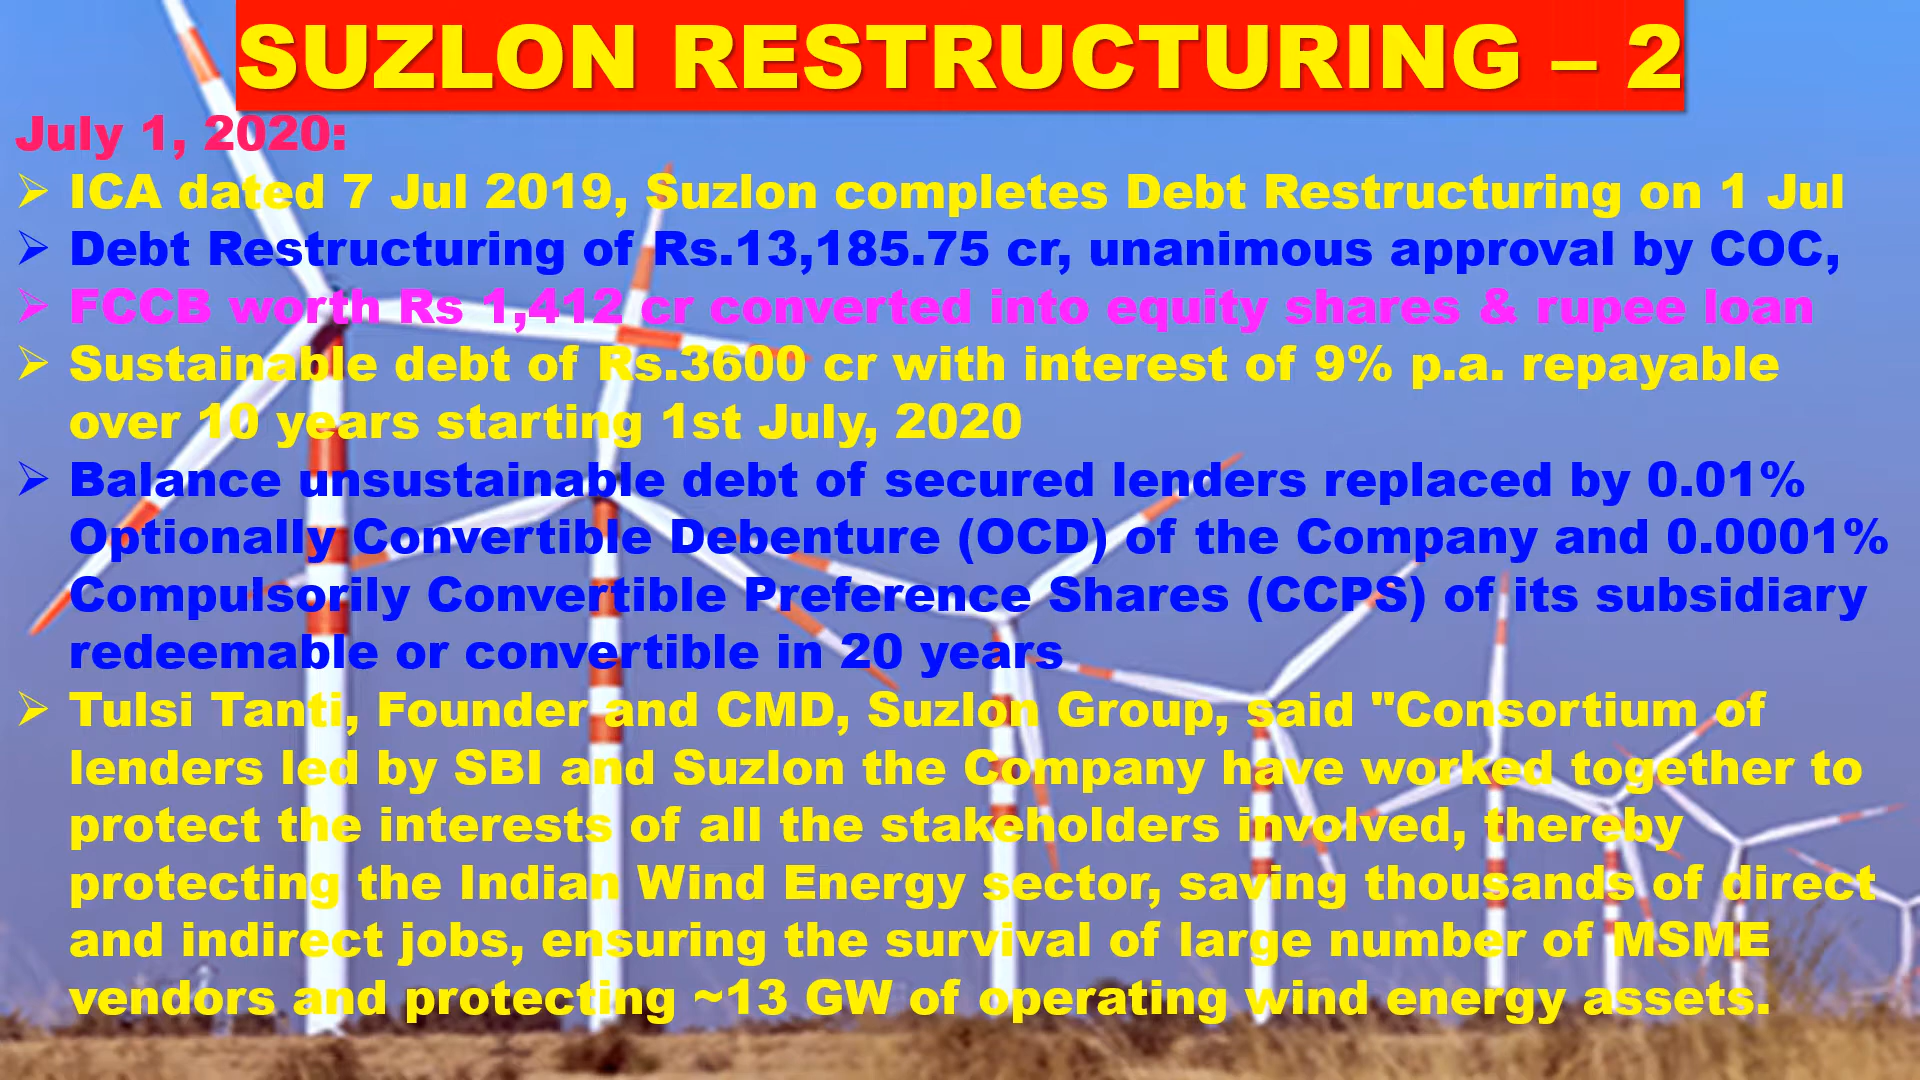 SUZLON RESTRUCTURING – 2
July 1, 2020:
➢ ICA dated 7 Jul 2019, Suzlon completes Debt Restructuring on 1 Jul
➢ Debt Restructuring of Rs.13,185.75 cr, unanimous approval by COC,
➢ FCCB worth Rs 1,412 cr converted into equity shares & rupee loan
➢ Sustainable debt of Rs.3600 cr with interest of 9% p.a. repayable
over 10 years starting 1st July, 2020
➢ Balance unsustainable debt of secured lenders replaced by 0.01%
Optionally Convertible Debenture (OCD) of the Company and 0.0001%
Compulsorily Convertible Preference Shares (CCPS) of its subsidiary
redeemable or convertible in 20 years
➢ Tulsi Tanti, Founder and CMD, Suzlon Group, said "Consortium of
lenders led by SBI and Suzlon the Company have worked together to
protect the interests of all the stakeholders involved, thereby
protecting the Indian Wind Energy sector, saving thousands of direct
and indirect jobs, ensuring the survival of large number of MSME
vendors and protecting ~13 GW of operating wind energy assets.